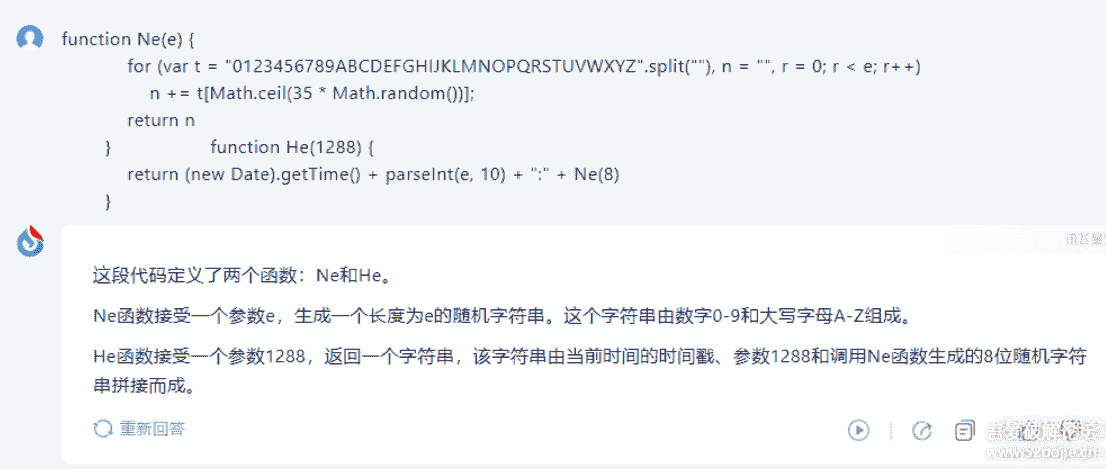 function Ne(e) {
for (var t = "0123456789ABCDEFGHIJKLMNOPQRSTUVWXYZ".split(""), n = "", r = 0; r < e; r++)
n += t[Math.ceil(35 * Math.random())];
return n
} function He(1288) {
return (new Date).getTime() + parseInt(e, 10) + ":" + Ne(8)
}
这段代码定义了两个函数：Ne和He。
Ne函数接受一个参数e，生成一个长度为e的随机字符串。这个字符串由数字0-9和大写字母A-Z组成。
He函数接受一个参数1288，返回一个字符串，该字符串由当前时间的时间戳、参数1288和调用Ne函数生成的8位随机字符
串拼接而成。
重新回答